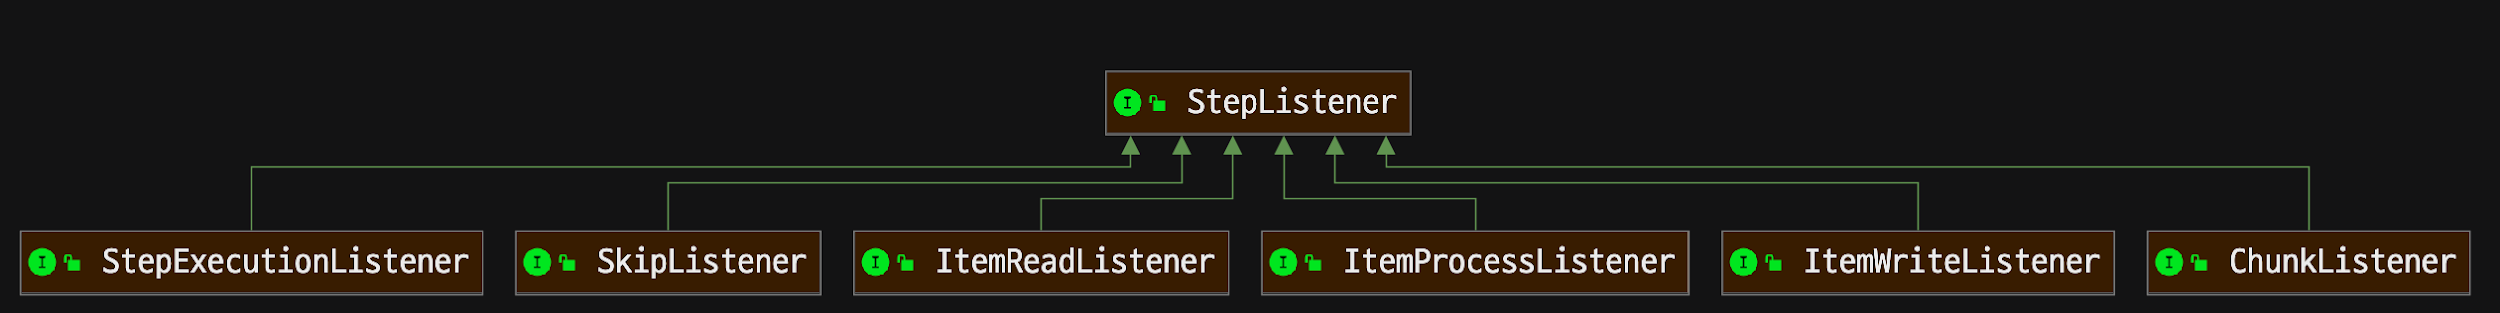 StepListener
StepExecutionListener
SkipListener
ItemReadListener
ItemProcessListener
ItemWriteListener
ChunkListener